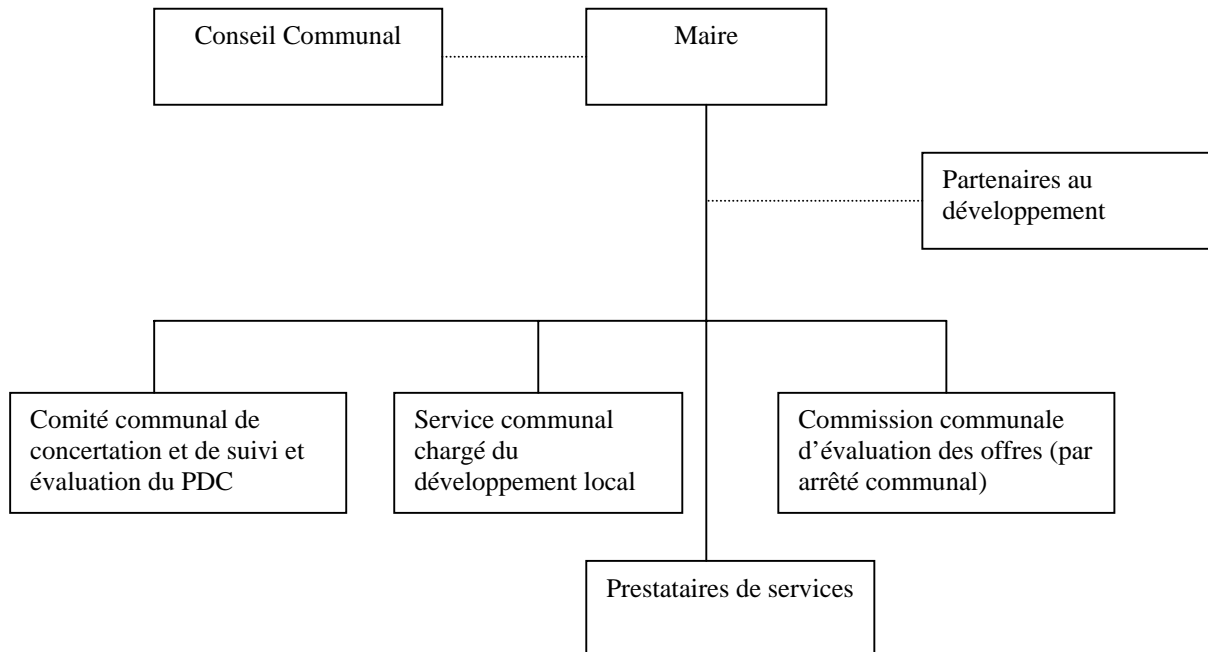 Conseil Communal
Maire
Partenaires au
développement
Comité communal de
concertation et de suivi et
évaluation du PDC
Service communal
chargé du
développement local
Commission communale
d’évaluation des offres (par
arrêté communal)
Prestataires de services